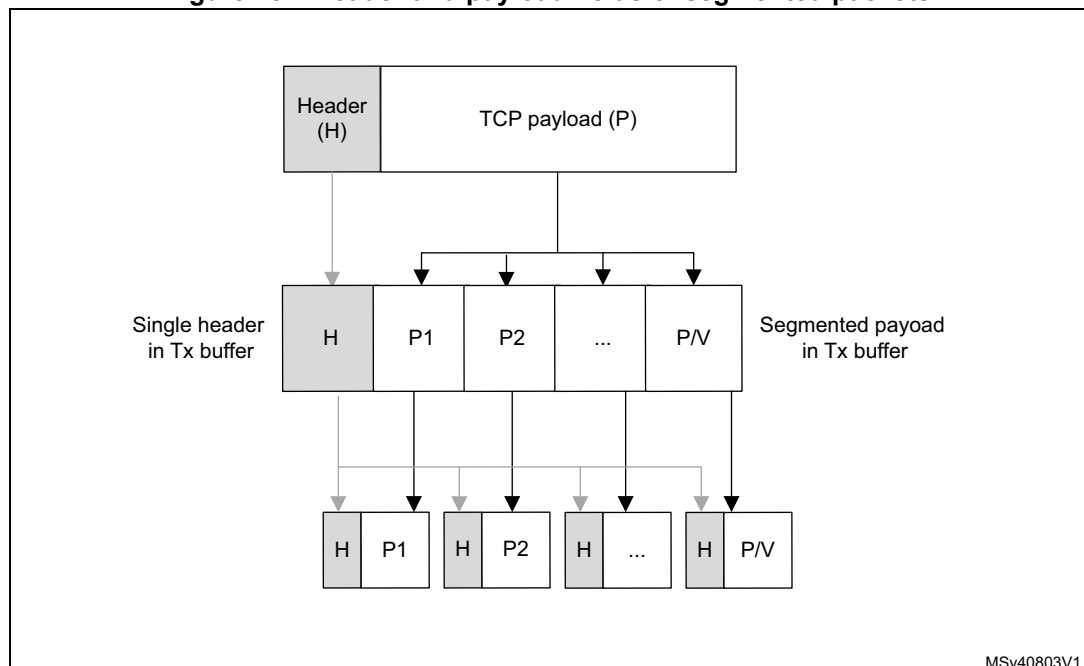 Header
(H)
TCP payload (P)
Single header
in Tx buffer
H
P1
P2
...
P/V
Segmented payoad
in Tx buffer
H
P1
H
P2
H
...
H
P/V
MSv40803V1